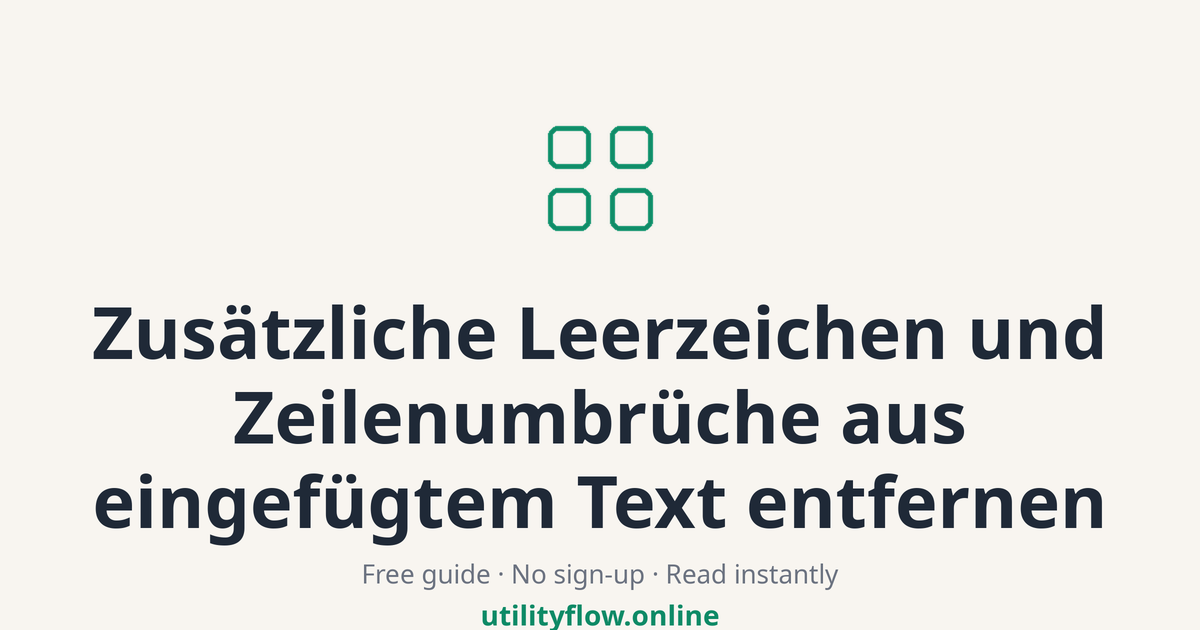 Zusätzliche Leerzeichen und
Zeilenumbrüche aus
eingefügtem Text entfernen
Free guide · No sign-up · Read instantly
utilityflow.online